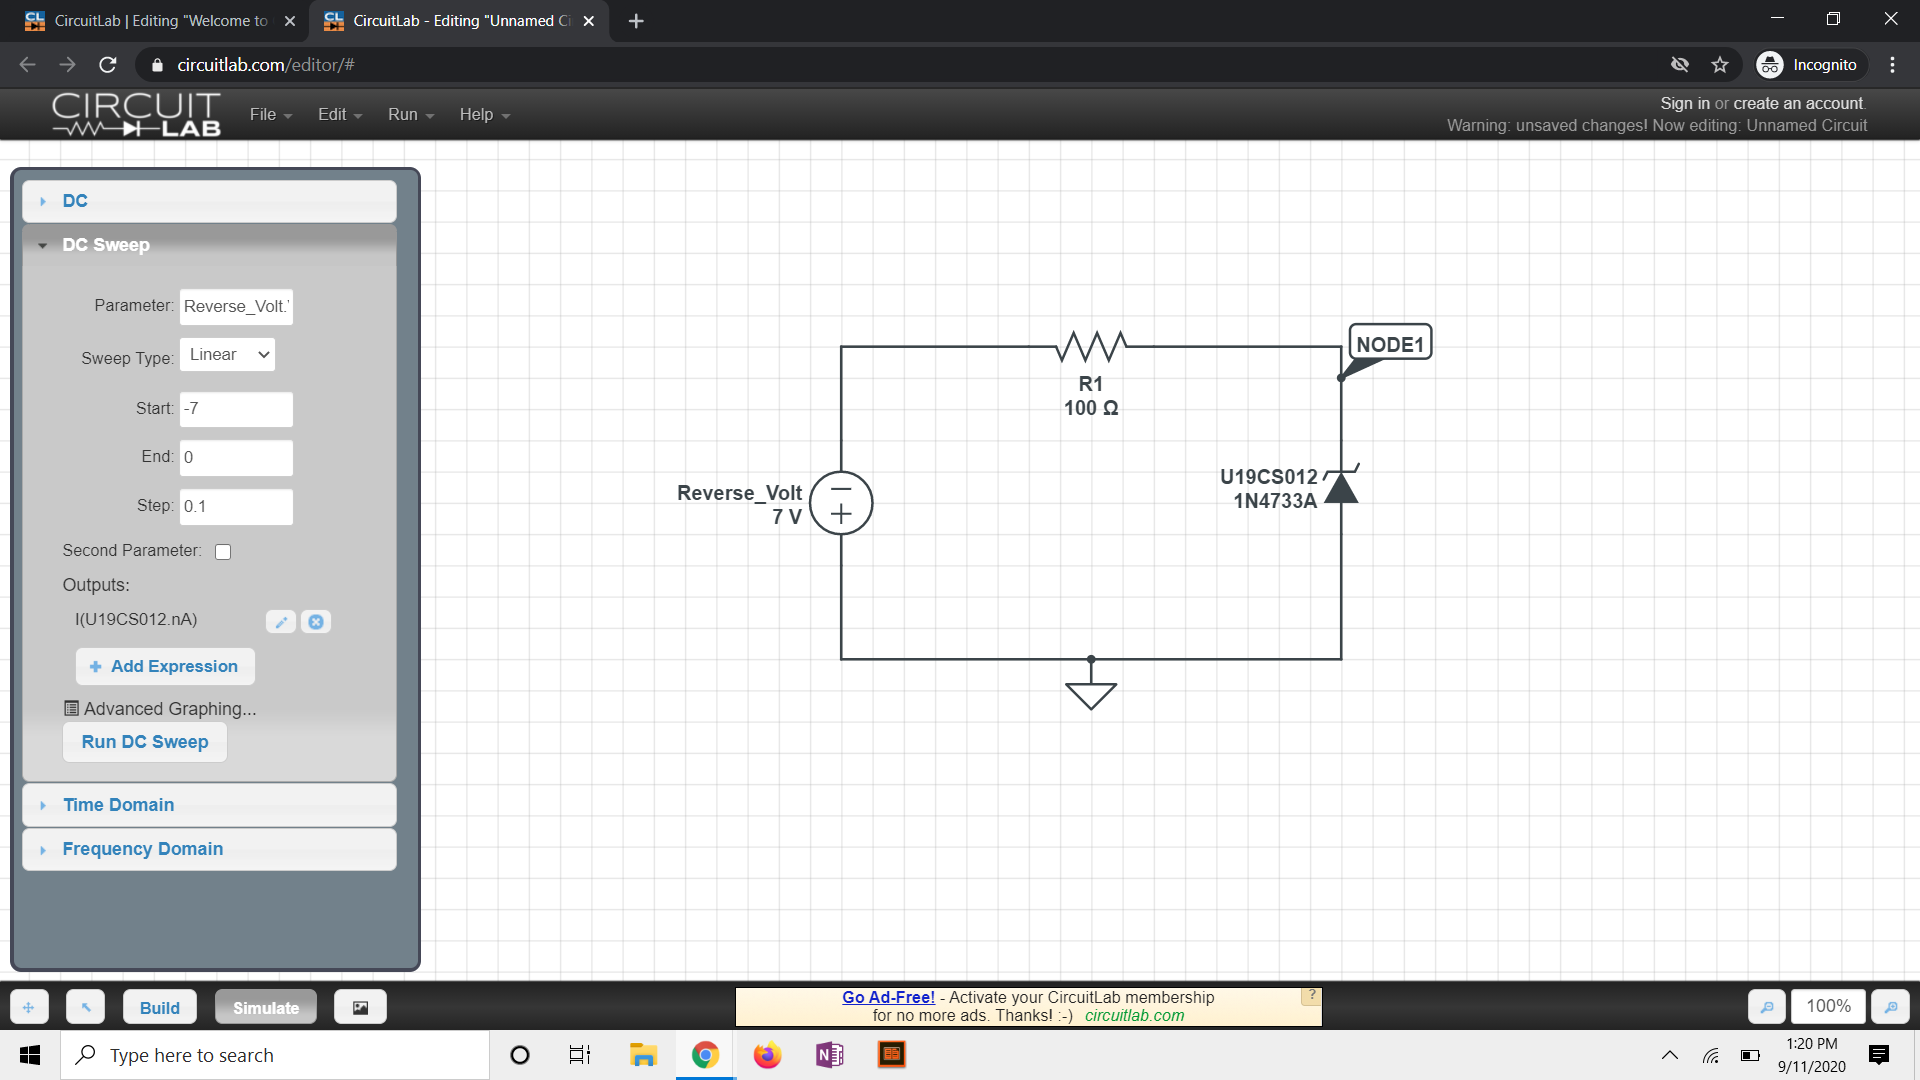 CircuitLab | Editing "Welcome to
CircuitLab - Editing "Unnamed Ci
circuitlab.com/editor/#
Incognito
CIRCUIT
LAB
File
Edit
Run
Help
Sign in or create an account.
Warning: unsaved changes! Now editing: Unnamed Circuit
DC
DC Sweep
Parameter: Reverse_Volt.
Sweep Type: Linear
Start: -7
End: 0
Step: 0.1
Second Parameter:
Outputs:
I(U19CS012.nA)
Add Expression
Advanced Graphing...
Run DC Sweep
Time Domain
Frequency Domain
NODE1
R1
100 Ω
Reverse_Volt
7 V
U19CS012
1N4733A
Build
Simulate
Go Ad-Free! - Activate your CircuitLab membership
for no more ads. Thanks! :-) circuitlab.com
?
100%
Type here to search
1:20 PM
9/11/2020